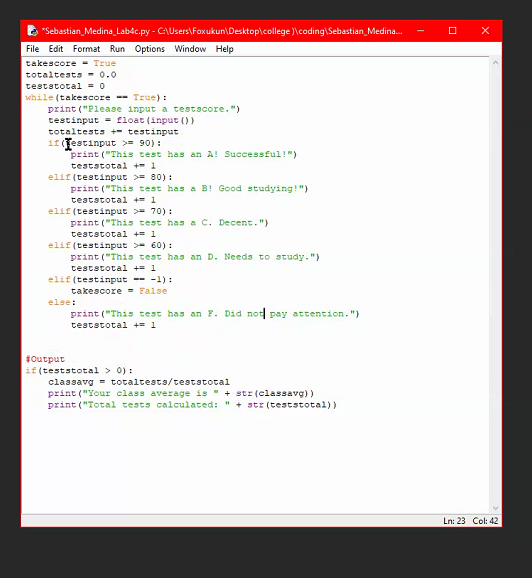 *Sebastian_Medina_Lab4c.py - C:\Users\Foxukun\Desktop\college )\coding\Sebastian_Medina...
File Edit Format Run Options Window Help
takescore = True
totaltests = 0.0
teststotal = 0
while(takescore == True):
    print("Please input a testscore.")
    testinput = float(input())
    totaltests += testinput
    if(testinput >= 90):
        print("This test has an A! Successful!")
        teststotal += 1
    elif(testinput >= 80):
        print("This test has a B! Good studying!")
        teststotal += 1
    elif(testinput >= 70):
        print("This test has a C. Decent.")
        teststotal += 1
    elif(testinput >= 60):
        print("This test has an D. Needs to study.")
        teststotal += 1
    elif(testinput == -1):
        takescore = False
    else:
        print("This test has an F. Did not pay attention.")
        teststotal += 1
#Output
if(teststotal > 0):
    classavg = totaltests/teststotal
    print("Your class average is " + str(classavg))
    print("Total tests calculated: " + str(teststotal))
Ln: 23 Col: 42